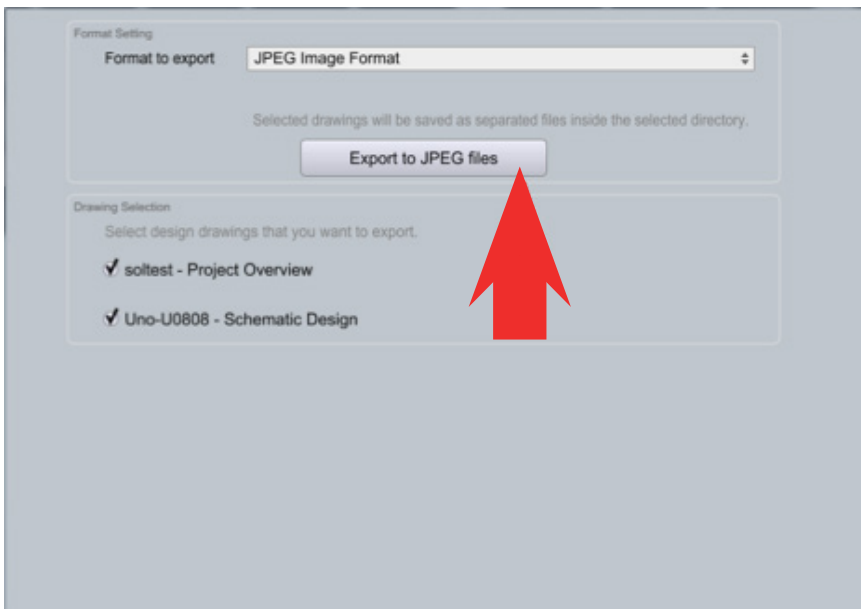 Format Setting
Format to export
JPEG Image Format
Selected drawings will be saved as separated files inside the selected directory.
Export to JPEG files
Drawing Selection
Select design drawings that you want to export.
soltest - Project Overview
Uno-U0808 - Schematic Design